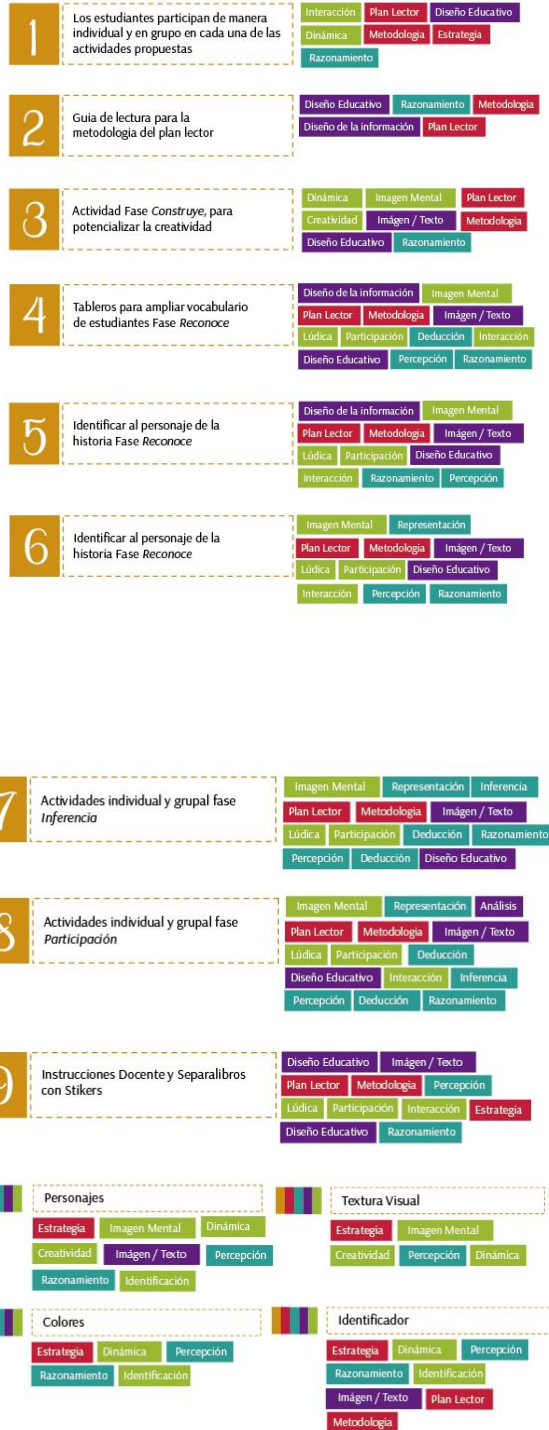 1
Los estudiantes participan de manera
individual y en grupo en cada una de las
actividades propuestas
Interacción Plan Lector Diseño Educativo
Dinámica Metodologia Estrategia
Razonamiento
2
Guia de lectura para la
metodologia del plan lector
Diseño Educativo Razonamiento Metodologia
Diseño de la información Plan Lector
3
Actividad Fase Construye, para
potencializar la creatividad
Dinámica Imagen Mental Plan Lector
Creatividad Imágen / Texto Metodologia
Diseño Educativo Razonamiento
4
Tableros para ampliar vocabulario
de estudiantes Fase Reconoce
Diseño de la información Imagen Mental
Plan Lector Metodologia Imágen / Texto
Lúdica Participación Deducción Interacción
Diseño Educativo Percepción Razonamiento
5
Identificar al personaje de la
historia Fase Reconoce
Diseño de la información Imagen Mental
Plan Lector Metodologia Imágen / Texto
Lúdica Participación Diseño Educativo
Interacción Razonamiento Percepción
6
Identificar al personaje de la
historia Fase Reconoce
Imagen Mental Representación
Plan Lector Metodologia Imágen / Texto
Lúdica Participación Diseño Educativo
Interacción Percepción Razonamiento
7
Actividades individual y grupal fase
Inferencia
Imagen Mental Representación Inferencia
Plan Lector Metodologia Imágen / Texto
Lúdica Participación Deducción Razonamiento
Percepción Deducción Diseño Educativo
8
Actividades individual y grupal fase
Participación
Imagen Mental Representación Análisis
Plan Lector Metodologia Imágen / Texto
Lúdica Participación Deducción
Diseño Educativo Interacción Inferencia
Percepción Deducción Razonamiento
9
Instrucciones Docente y Separalibros
con Stikers
Diseño Educativo Imágen / Texto
Plan Lector Metodologia Percepción
Lúdica Participación Interacción Estrategia
Diseño Educativo Razonamiento
Personajes
Estrategia Imagen Mental Dinámica
Creatividad Imágen / Texto Percepción
Razonamiento Identificación
Textura Visual
Estrategia Imagen Mental
Creatividad Percepción Dinámica
Colores
Estrategia Dinámica Percepción
Razonamiento Identificación
Identificador
Estrategia Dinámica Percepción
Razonamiento Identificación
Imágen / Texto Plan Lector
Metodologia